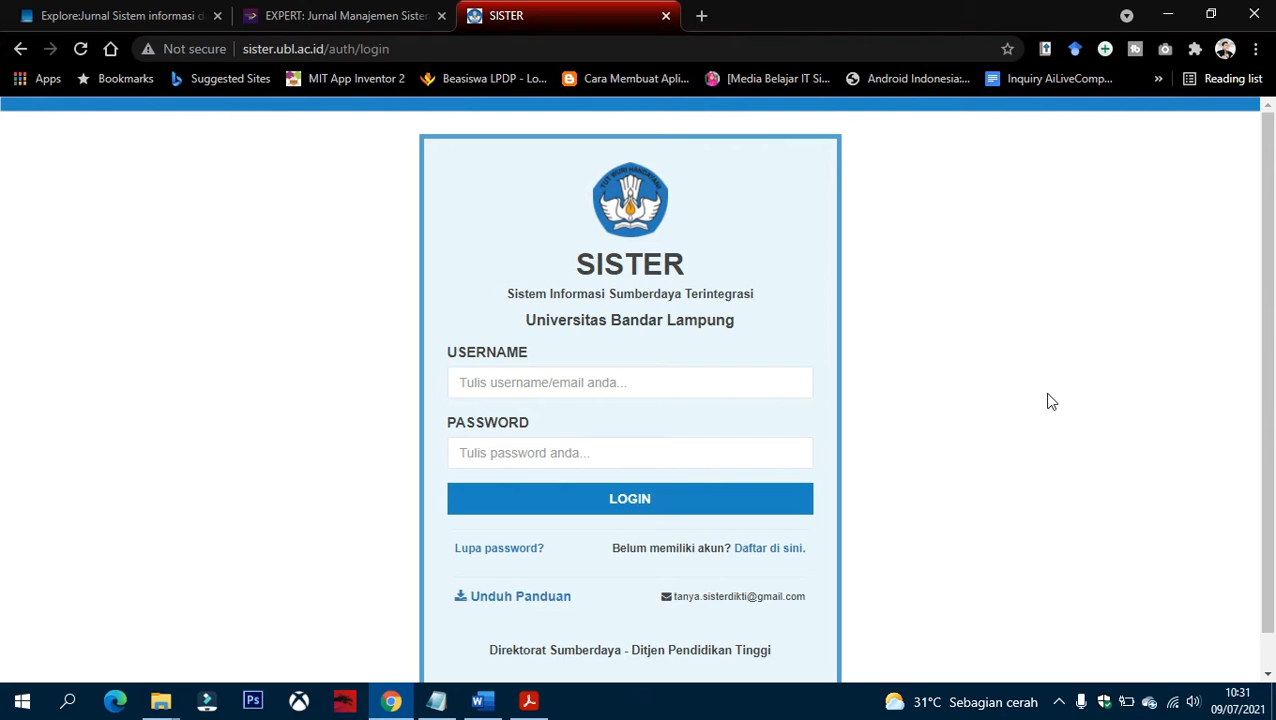 Explore:Jurnal Sistem informasi d
EXPERT: Jurnal Manajemen Sister
SISTER
Not secure
sister.ubl.ac.id/auth/login
Apps
Bookmarks
Suggested Sites
MIT App Inventor 2
Beasiswa LPDP - Lo...
Cara Membuat Apli...
[Media Belajar IT Si...
Android Indonesia:...
Inquiry AiLiveComp...
»
Reading list
TUT WURI HANDAYANI
SISTER
Sistem Informasi Sumberdaya Terintegrasi
Universitas Bandar Lampung
USERNAME
Tulis username/email anda...
PASSWORD
Tulis password anda...
LOGIN
Lupa password?
Belum memiliki akun? Daftar di sini.
Unduh Panduan
tanya.sisterdikti@gmail.com
Direktorat Sumberdaya - Ditjen Pendidikan Tinggi
Ps
W
31°C Sebagian cerah
10:31
09/07/2021